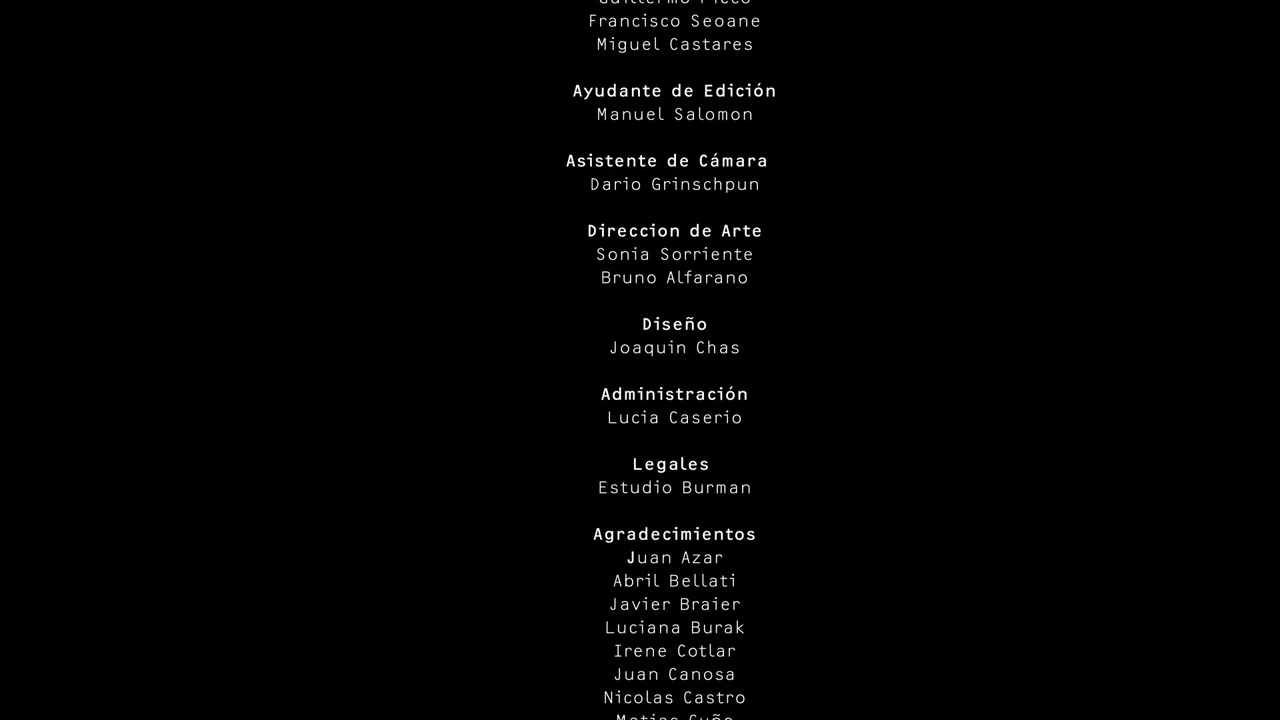 Francisco Seoane
Miguel Castares
Ayudante de Edición
Manuel Salomon
Asistente de Cámara
Dario Grinschpun
Direccion de Arte
Sonia Sorriente
Bruno Alfarano
Diseño
Joaquin Chas
Administración
Lucia Caserio
Legales
Estudio Burman
Agradecimientos
Juan Azar
Abril Bellati
Javier Braier
Luciana Burak
Irene Cotlar
Juan Canosa
Nicolas Castro